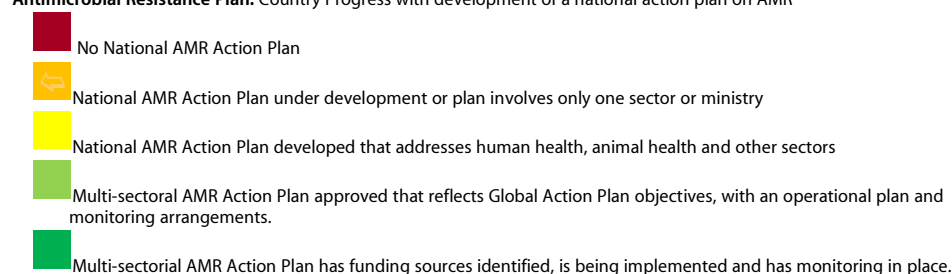 Antimicrobial Resistance Plan: Country Progress with development of a national action plan on AMR
No National AMR Action Plan
National AMR Action Plan under development or plan involves only one sector or ministry
National AMR Action Plan developed that addresses human health, animal health and other sectors
Multi-sectoral AMR Action Plan approved that reflects Global Action Plan objectives, with an operational plan and
monitoring arrangements.
Multi-sectorial AMR Action Plan has funding sources identified, is being implemented and has monitoring in place.